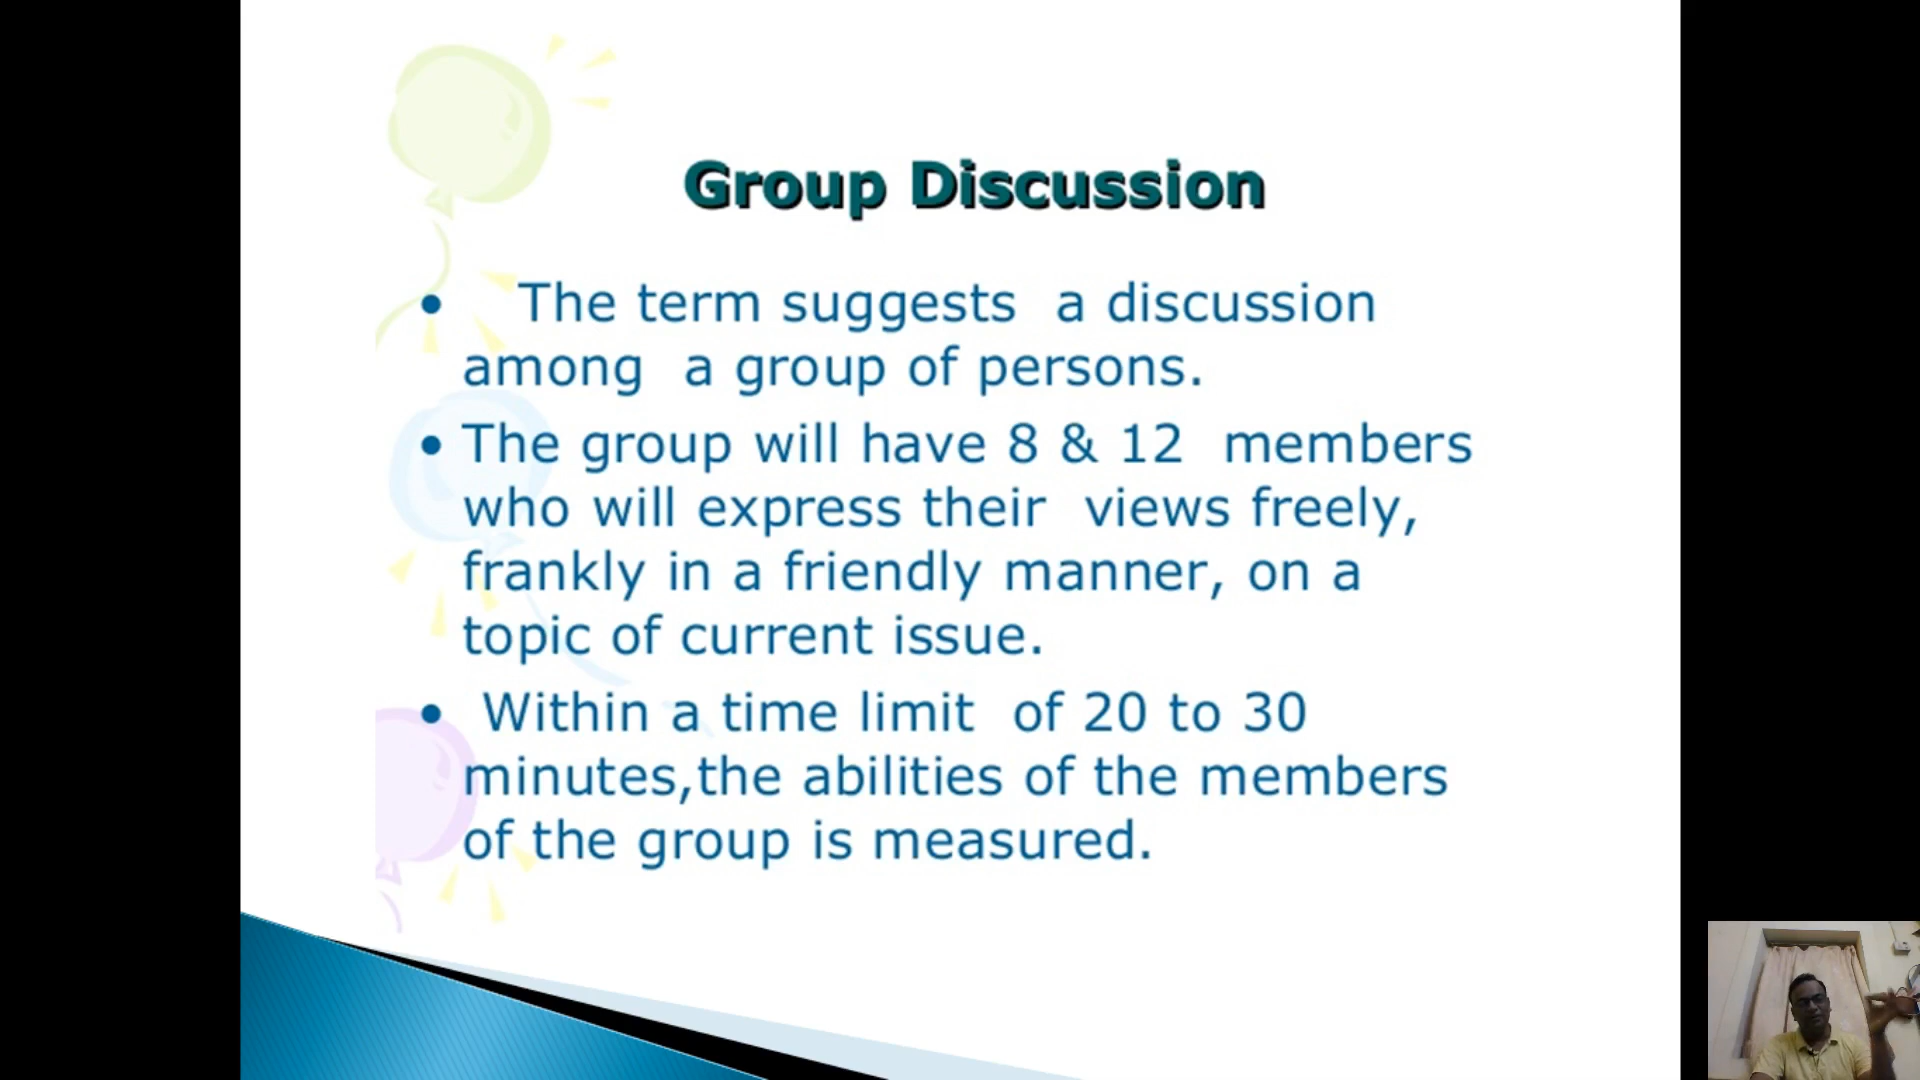 Group Discussion
• The term suggests a discussion
among a group of persons.
• The group will have 8 & 12 members
who will express their views freely,
frankly in a friendly manner, on a
topic of current issue.
• Within a time limit of 20 to 30
minutes,the abilities of the members
of the group is measured.